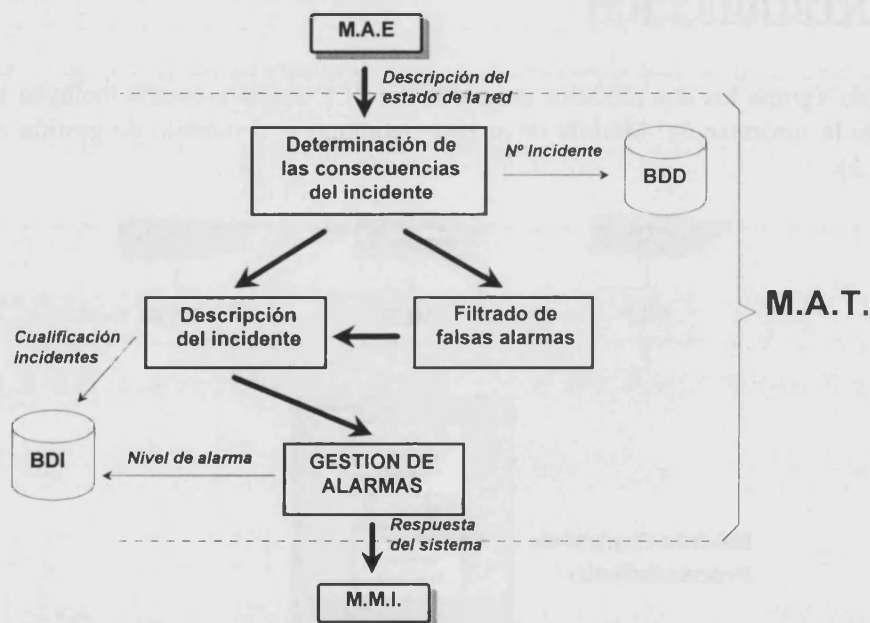 M.A.E
Descripción del
estado de la red
Determinación de
las consecuencias
del incidente
Nº Incidente
BDD
Descripción
del incidente
Filtrado de
falsas alarmas
M.A.T.
Cualificación
incidentes
BDI
Nivel de alarma
GESTION DE
ALARMAS
Respuesta
del sistema
M.M.I.